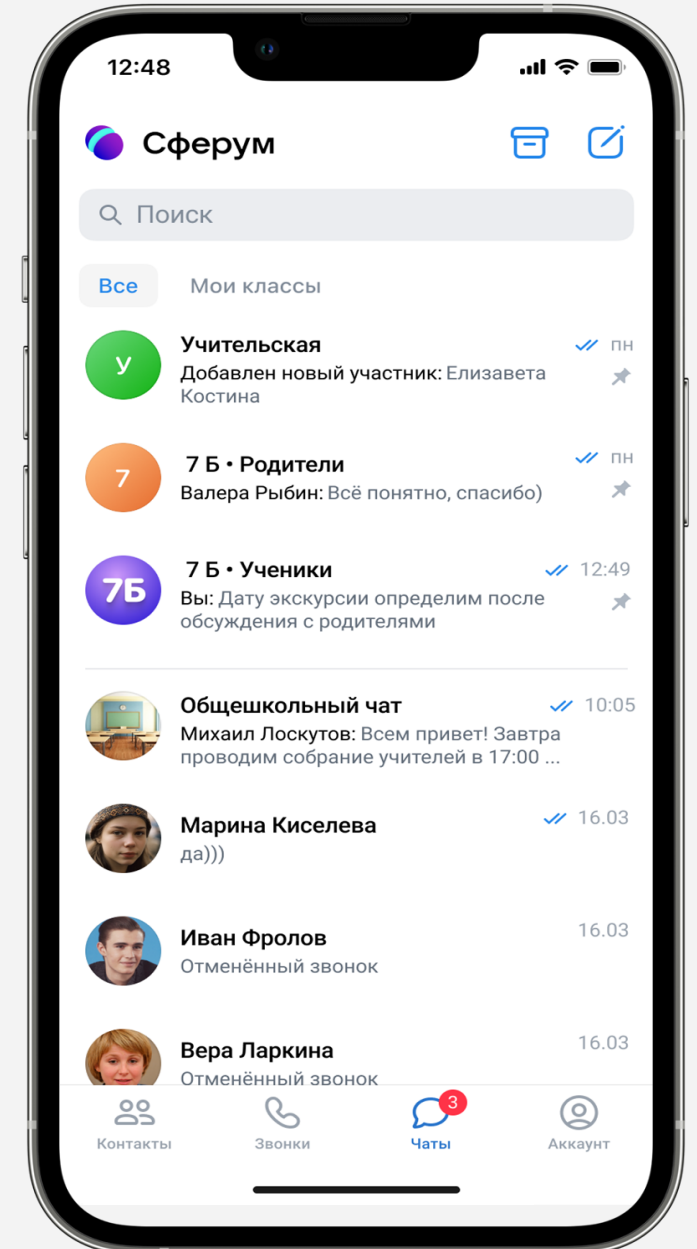 12:48
Сферум
Поиск
Все Мои классы
У
Учительская
пн
Добавлен новый участник: Елизавета
Костина
7
7 Б • Родители
пн
Валера Рыбин: Всё понятно, спасибо)
7Б
7 Б • Ученики
12:49
Вы: Дату экскурсии определим после
обсуждения с родителями
Общешкольный чат
10:05
Михаил Лоскутов: Всем привет! Завтра
проводим собрание учителей в 17:00 ...
Марина Киселева
16.03
да)))
Иван Фролов
16.03
Отменённый звонок
Вера Ларкина
16.03
Отменённый звонок
3
Контакты Звонки Чаты Аккаунт